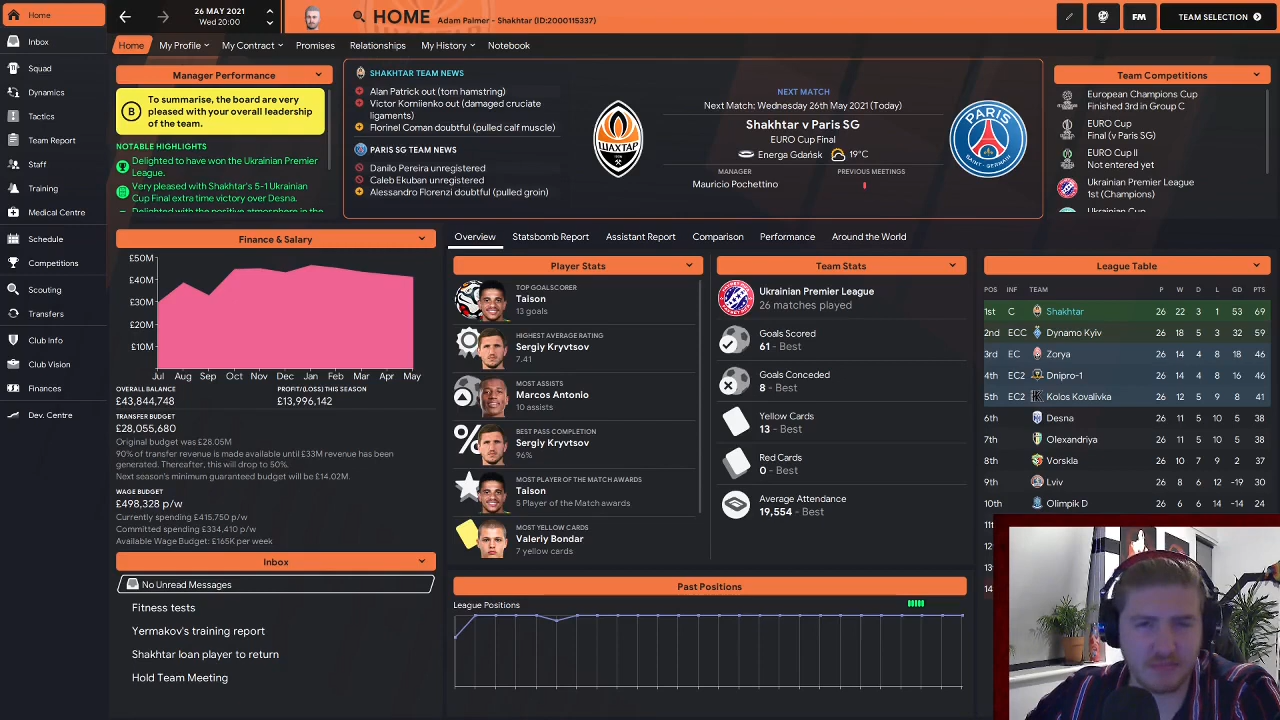 Home
Inbox
Squad
Dynamics
Tactics
Team Report
Staff
Training
Medical Centre
Schedule
Competitions
Scouting
Transfers
Club Info
Club Vision
Finances
Dev. Centre
26 MAY 2021
Wed 20:00
HOME
Adam Palmer - Shakhtar (ID:2000115337)
FM
TEAM SELECTION
Home
My Profile
My Contract
Promises
Relationships
My History
Notebook
Manager Performance
B
To summarise, the board are very
pleased with your overall leadership
of the team.
NOTABLE HIGHLIGHTS
Delighted to have won the Ukrainian Premier
League.
Very pleased with Shakhtar's 5-1 Ukrainian
Cup Final extra time victory over Desna.
Delighted with the positive atmosphere in the
SHAKHTAR TEAM NEWS
Alan Patrick out (torn hamstring)
Victor Korniienko out (damaged cruciate
ligaments)
Florinel Coman doubtful (pulled calf muscle)
PARIS SG TEAM NEWS
Danilo Pereira unregistered
Caleb Ekuban unregistered
Alessandro Florenzi doubtful (pulled groin)
ШАХТАР
NEXT MATCH
Next Match: Wednesday 26th May 2021 (Today)
Shakhtar v Paris SG
EURO Cup Final
Energa Gdańsk
19°C
MANAGER
Mauricio Pochettino
PREVIOUS MEETINGS
PARIS
SAINT-GERMAIN
Team Competitions
European Champions Cup
Finished 3rd in Group C
EURO Cup
Final (v Paris SG)
EURO Cup II
Not entered yet
Ukrainian Premier League
1st (Champions)
Ukrainian Cup
Finance & Salary
£50M
£40M
£30M
£20M
£10M
Jul Aug Sep Oct Nov Dec Jan Feb Mar Apr May
OVERALL BALANCE
£43,844,748
PROFIT/(LOSS) THIS SEASON
£13,996,142
TRANSFER BUDGET
£28,055,680
Original budget was £28.05M
90% of transfer revenue is made available until £33M revenue has been
generated. Thereafter, this will drop to 50%.
Next season's minimum guaranteed budget will be £14.02M.
WAGE BUDGET
£498,328 p/w
Currently spending £415,750 p/w
Committed spending £334,410 p/w
Available Wage Budget: £165K per week
Inbox
No Unread Messages
Fitness tests
Yermakov's training report
Shakhtar loan player to return
Hold Team Meeting
Overview
Statsbomb Report
Assistant Report
Comparison
Performance
Around the World
Player Stats
TOP GOALSCORER
Taison
13 goals
HIGHEST AVERAGE RATING
Sergiy Kryvtsov
7.41
MOST ASSISTS
Marcos Antonio
10 assists
BEST PASS COMPLETION
Sergiy Kryvtsov
96%
MOST PLAYER OF THE MATCH AWARDS
Taison
5 Player of the Match awards
MOST YELLOW CARDS
Valeriy Bondar
7 yellow cards
Team Stats
Ukrainian Premier League
26 matches played
Goals Scored
61 - Best
Goals Conceded
8 - Best
Yellow Cards
13 - Best
Red Cards
0 - Best
Average Attendance
19,554 - Best
Past Positions
League Positions
League Table
POS INF TEAM P W D L GD PTS
1st C Shakhtar 26 22 3 1 53 69
2nd ECC Dynamo Kyiv 26 18 5 3 32 59
3rd EC Zorya 26 14 4 8 18 46
4th EC2 Dnipro-1 26 14 4 8 16 46
5th EC2 Kolos Kovalivka 26 12 5 9 8 41
6th Desna 26 11 5 10 5 38
7th Olexandriya 26 11 5 10 5 38
8th Vorskla 26 10 7 9 2 37
9th Lviv 26 8 6 12 -19 30
10th Olimpik D 26 6 6 14 -14 24
11
12
13
14